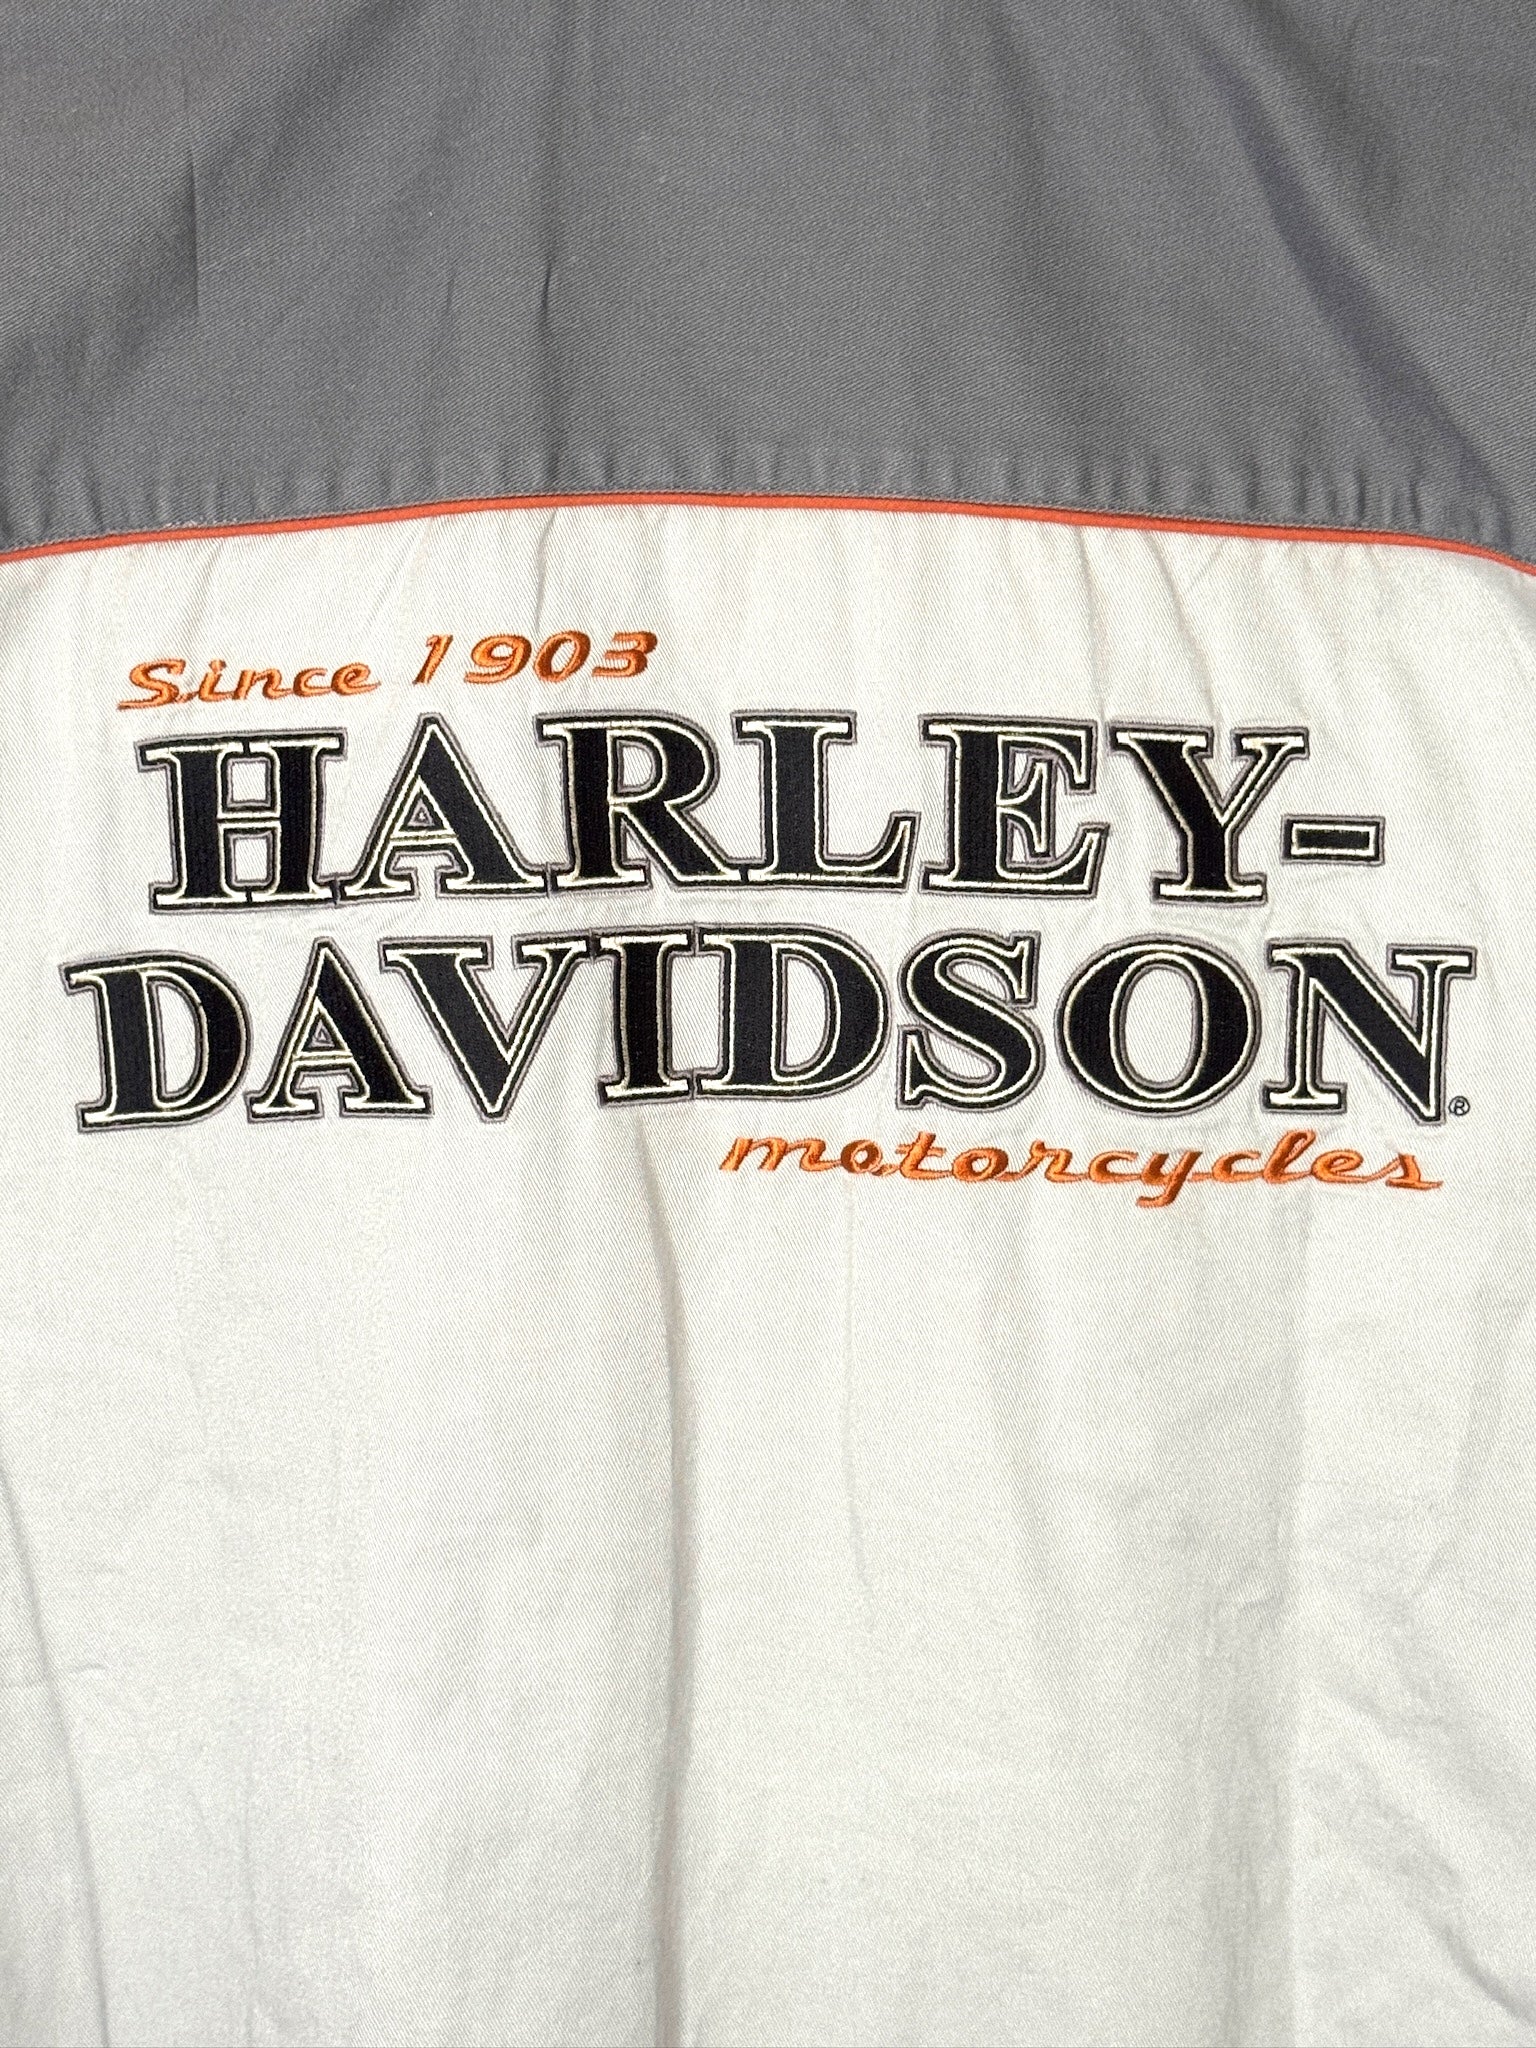 Since 1903
HARLEY-
DAVIDSON®
motorcycles